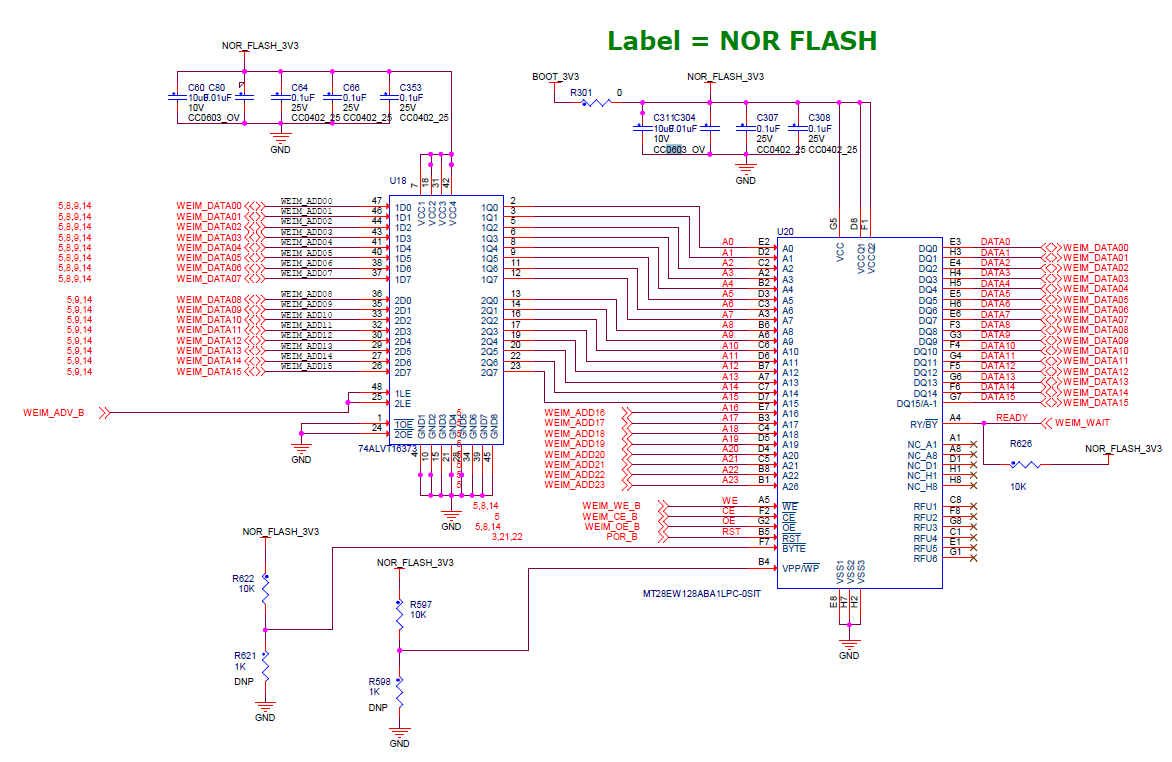 Label = NOR FLASH
NOR_FLASH_3V3
C60 C80 C64 C66 C353
10uF 0.01uF 0.1uF 0.1uF 0.1uF
10V 25V 25V 25V
CC0603_OV CC0402_25 CC0402_25 CC0402_25
GND
BOOT_3V3 NOR_FLASH_3V3
R301 0
C311 C304 C307 C308
10uF 0.01uF 0.1uF 0.1uF
10V 25V 25V
CC0603_OV CC0402_25 CC0402_25
GND
U18
7 18 31 42
VCC1 VCC2 VCC3 VCC4
5,8,9,14 WEIM_DATA00 WEIM_ADD00 47 1D0 1Q0 2
5,8,9,14 WEIM_DATA01 WEIM_ADD01 46 1D1 1Q1 3
5,8,9,14 WEIM_DATA02 WEIM_ADD02 44 1D2 1Q2 5
5,8,9,14 WEIM_DATA03 WEIM_ADD03 43 1D3 1Q3 6
5,8,9,14 WEIM_DATA04 WEIM_ADD04 41 1D4 1Q4 8
5,8,9,14 WEIM_DATA05 WEIM_ADD05 40 1D5 1Q5 9
5,8,9,14 WEIM_DATA06 WEIM_ADD06 38 1D6 1Q6 11
5,8,9,14 WEIM_DATA07 WEIM_ADD07 37 1D7 1Q7 12
5,9,14 WEIM_DATA08 WEIM_ADD08 36 2D0 2Q0 13
5,9,14 WEIM_DATA09 WEIM_ADD09 35 2D1 2Q1 14
5,9,14 WEIM_DATA10 WEIM_ADD10 33 2D2 2Q2 16
5,9,14 WEIM_DATA11 WEIM_ADD11 32 2D3 2Q3 17
5,9,14 WEIM_DATA12 WEIM_ADD12 30 2D4 2Q4 19
5,9,14 WEIM_DATA13 WEIM_ADD13 29 2D5 2Q5 20
5,9,14 WEIM_DATA14 WEIM_ADD14 27 2D6 2Q6 22
5,9,14 WEIM_DATA15 WEIM_ADD15 26 2D7 2Q7 23
48 1LE
25 2LE
WEIM_ADV_B
1 1OE
24 2OE
GND
GND1 GND2 GND3 GND4 GND5 GND6 GND7 GND8
74ALVT16373
4 10 15 21 28 34 39 45
GND
U20
G5 D8 F1
VCC VCCQ1 VCCQ2
A0 E2 A0 DQ0 E3 DATA0 WEIM_DATA00
A1 D2 A1 DQ1 H3 DATA1 WEIM_DATA01
A2 C2 A2 DQ2 E4 DATA2 WEIM_DATA02
A3 A2 A3 DQ3 H4 DATA3 WEIM_DATA03
A4 B2 A4 DQ4 H5 DATA4 WEIM_DATA04
A5 D3 A5 DQ5 E5 DATA5 WEIM_DATA05
A6 C3 A6 DQ6 H6 DATA6 WEIM_DATA06
A7 A3 A7 DQ7 E6 DATA7 WEIM_DATA07
A8 B6 A8 DQ8 F3 DATA8 WEIM_DATA08
A9 A6 A9 DQ9 G3 DATA9 WEIM_DATA09
A10 C6 A10 DQ10 F4 DATA10 WEIM_DATA10
A11 D6 A11 DQ11 G4 DATA11 WEIM_DATA11
A12 B7 A12 DQ12 F5 DATA12 WEIM_DATA12
A13 A7 A13 DQ13 G6 DATA13 WEIM_DATA13
A14 C7 A14 DQ14 F6 DATA14 WEIM_DATA14
A15 D7 A15 DQ15/A-1 G7 DATA15 WEIM_DATA15
WEIM_ADD16 A16 E7 A16
WEIM_ADD17 A17 B3 A17
WEIM_ADD18 A18 C4 A18
WEIM_ADD19 A19 D5 A19
WEIM_ADD20 A20 D4 A20
WEIM_ADD21 A21 C5 A21
WEIM_ADD22 A22 B8 A22
WEIM_ADD23 A23 B1 A26
RY/BY A4 READY WEIM_WAIT
R626
10K
NOR_FLASH_3V3
NC_A1 A1
NC_A8 A8
NC_D1 D1
NC_H1 H1
NC_H8 H8
RFU1 C8
RFU2 F8
RFU3 G8
RFU4 C1
RFU5 E1
RFU6 G1
5,8,14 WEIM_WE_B WE A5 WE
5 WEIM_CE_B CE F2 CE
5,8,14 WEIM_OE_B OE G2 OE
3,21,22 POR_B RST B5 RST
F7 BYTE
B4 VPP/WP
VSS1 VSS2 VSS3
MT28EW128ABA1LPC-0SIT
E8 H7 H2
GND
NOR_FLASH_3V3
R622
10K
R621
1K
DNP
GND
NOR_FLASH_3V3
R597
10K
R598
1K
DNP
GND